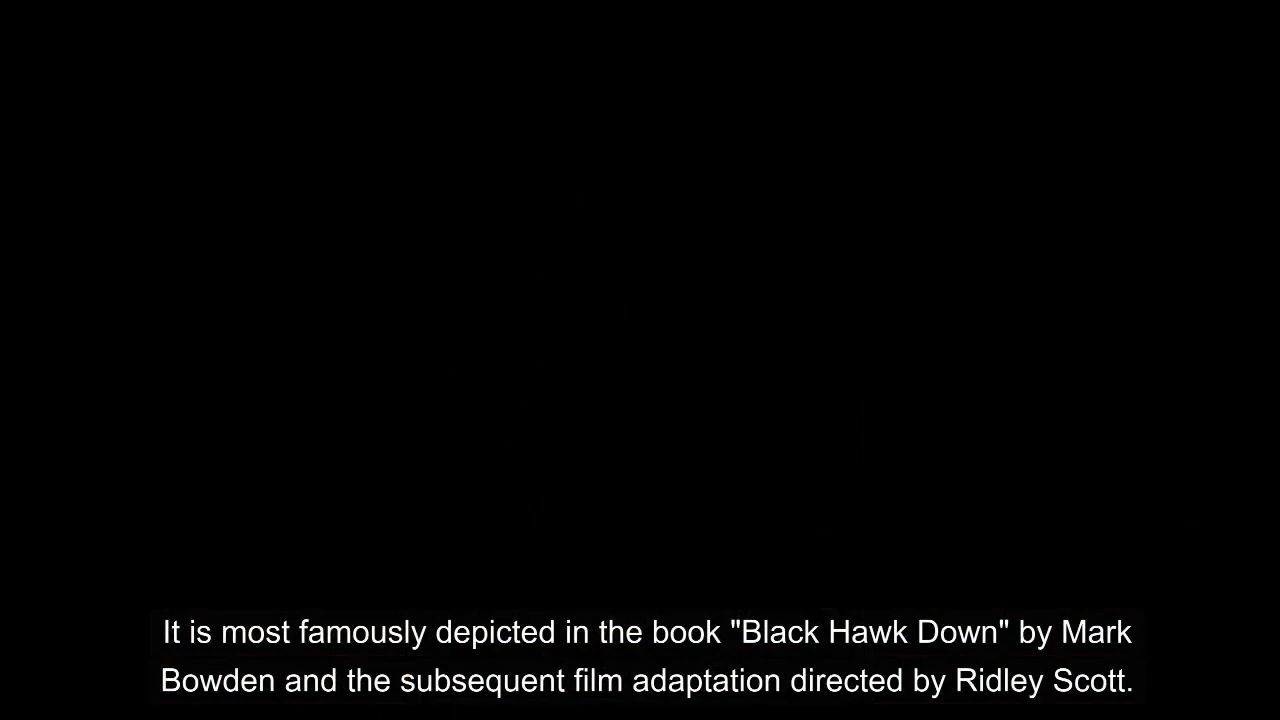 It is most famously depicted in the book "Black Hawk Down" by Mark
Bowden and the subsequent film adaptation directed by Ridley Scott.